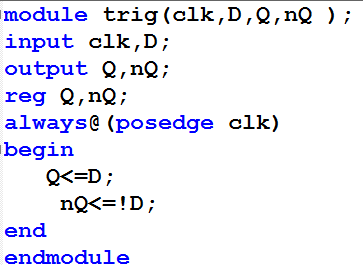 module trig(clk,D,Q,nQ );
input clk,D;
output Q,nQ;
reg Q,nQ;
always@(posedge clk)
begin
Q<=D;
nQ<=!D;
end
endmodule